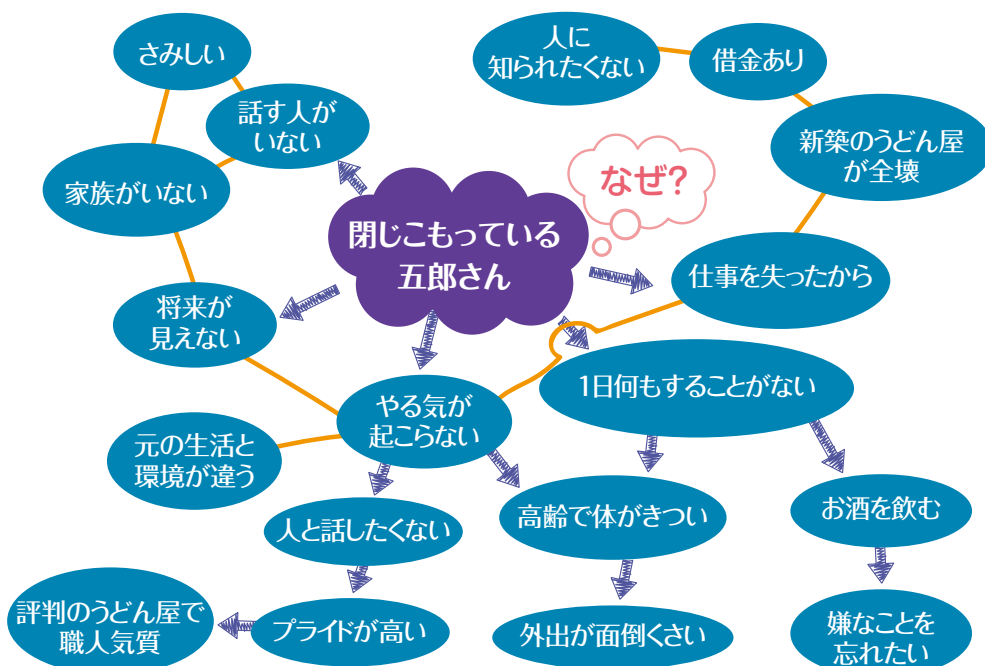 さみしい
話す人が
いない
家族がいない
将来が
見えない
元の生活と
環境が違う
人に
知られたくない
借金あり
新築のうどん屋
が全壊
なぜ?
閉じこもっている
五郎さん
仕事を失ったから
やる気が
起こらない
1日何もすることがない
人と話したくない
高齢で体がきつい
お酒を飲む
評判のうどん屋で
職人気質
プライドが高い
外出が面倒くさい
嫌なことを
忘れたい